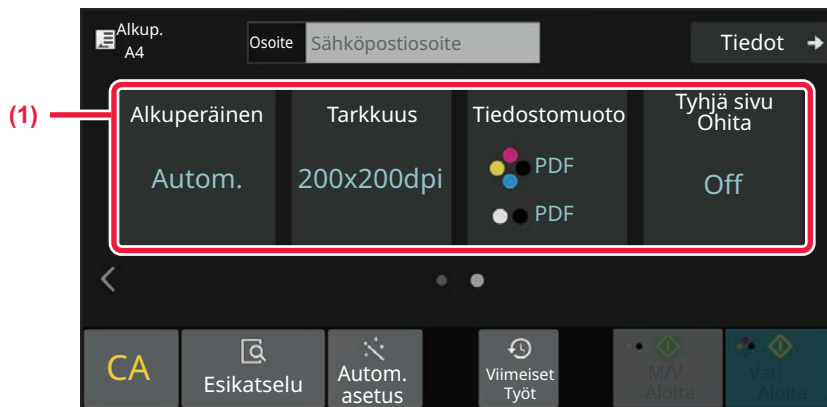 Alkup.
A4
Osoite
Sähköpostiosoite
Tiedot
(1)
Alkuperäinen
Autom.
Tarkkuus
200x200dpi
Tiedostomuoto
PDF
PDF
Tyhjä sivu
Ohita
Off
CA
Esikatselu
Autom.
asetus
Viimeiset
Työt
M/V
Aloita
Väri
Aloita